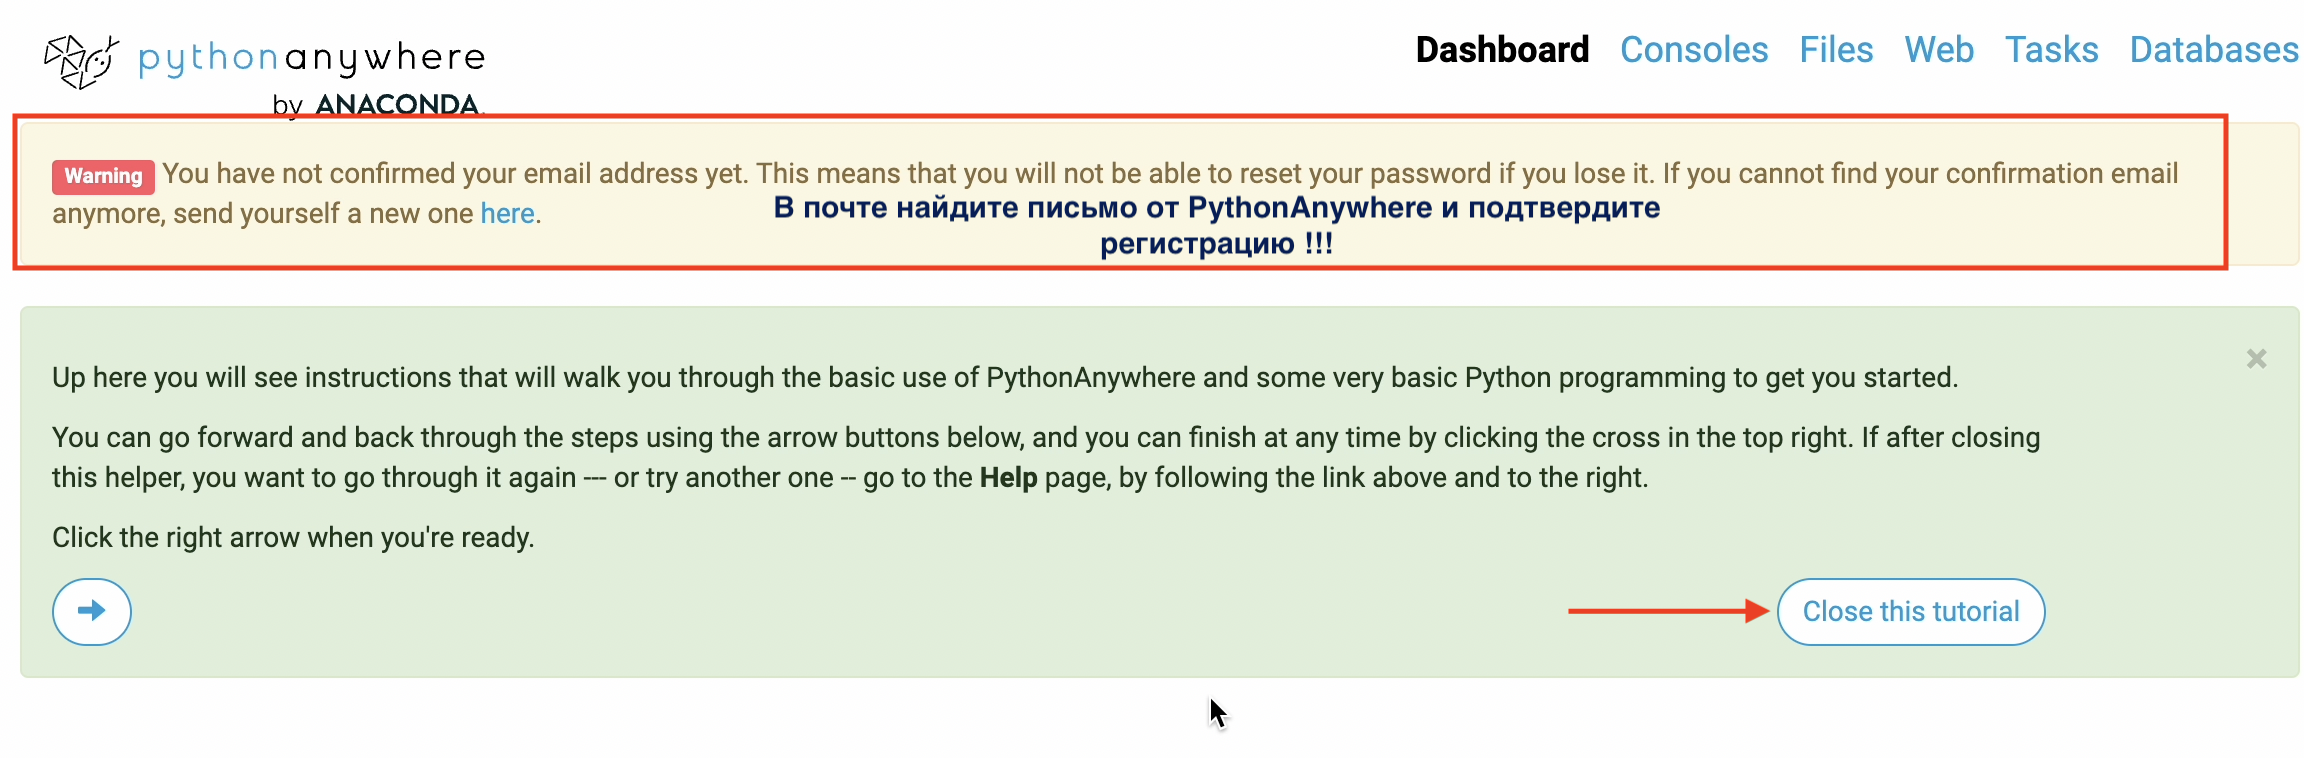 pythonanywhere
by ANACONDA.
Dashboard Consoles Files Web Tasks Databases
Warning You have not confirmed your email address yet. This means that you will not be able to reset your password if you lose it. If you cannot find your confirmation email
anymore, send yourself a new one here.
В почте найдите письмо от PythonAnywhere и подтвердите
регистрацию !!!
Up here you will see instructions that will walk you through the basic use of PythonAnywhere and some very basic Python programming to get you started.
You can go forward and back through the steps using the arrow buttons below, and you can finish at any time by clicking the cross in the top right. If after closing
this helper, you want to go through it again --- or try another one -- go to the Help page, by following the link above and to the right.
Click the right arrow when you're ready.
Close this tutorial